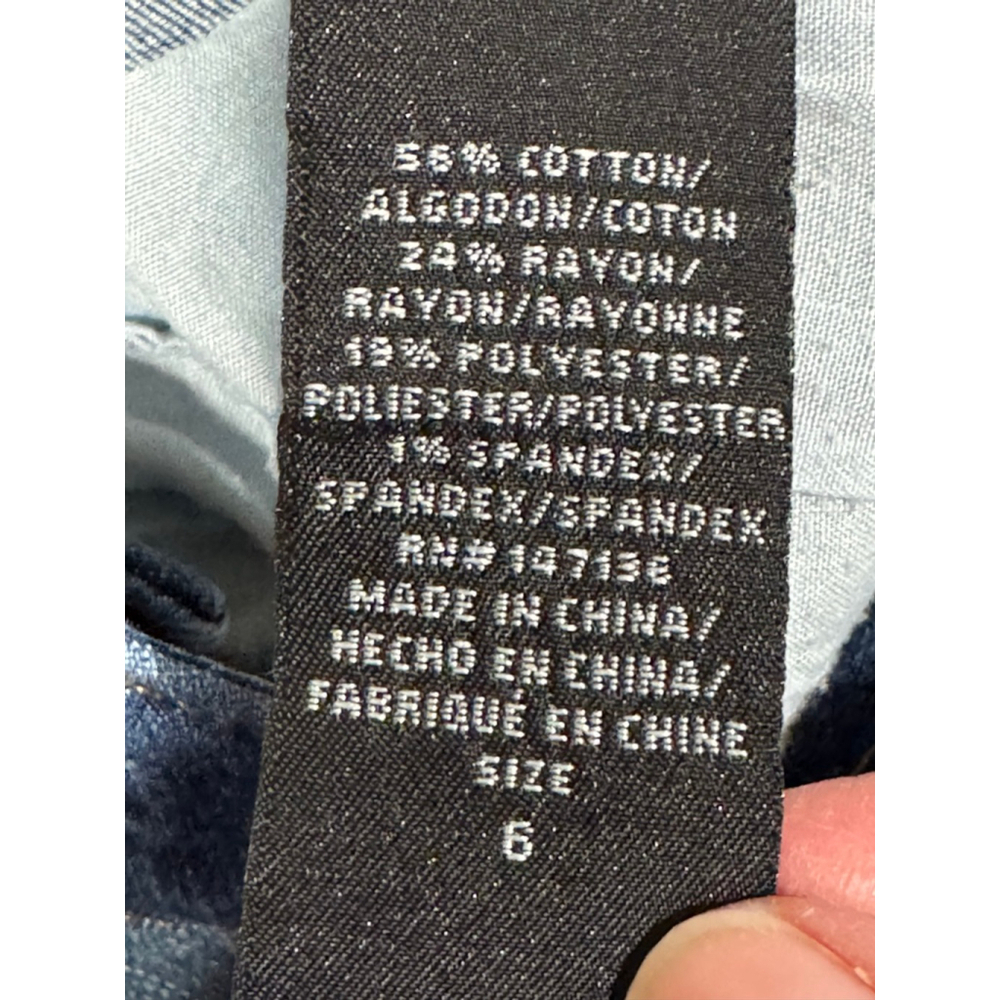 56% COTTON/
ALGODON/COTON
24% RAYON/
RAYON/RAYONNE
19% POLYESTER/
POLIESTER/POLYESTER
1% SPANDEX/
SPANDEX/SPANDEX
RN# 147136
MADE IN CHINA/
HECHO EN CHINA/
FABRIQUÉ EN CHINE
SIZE
6